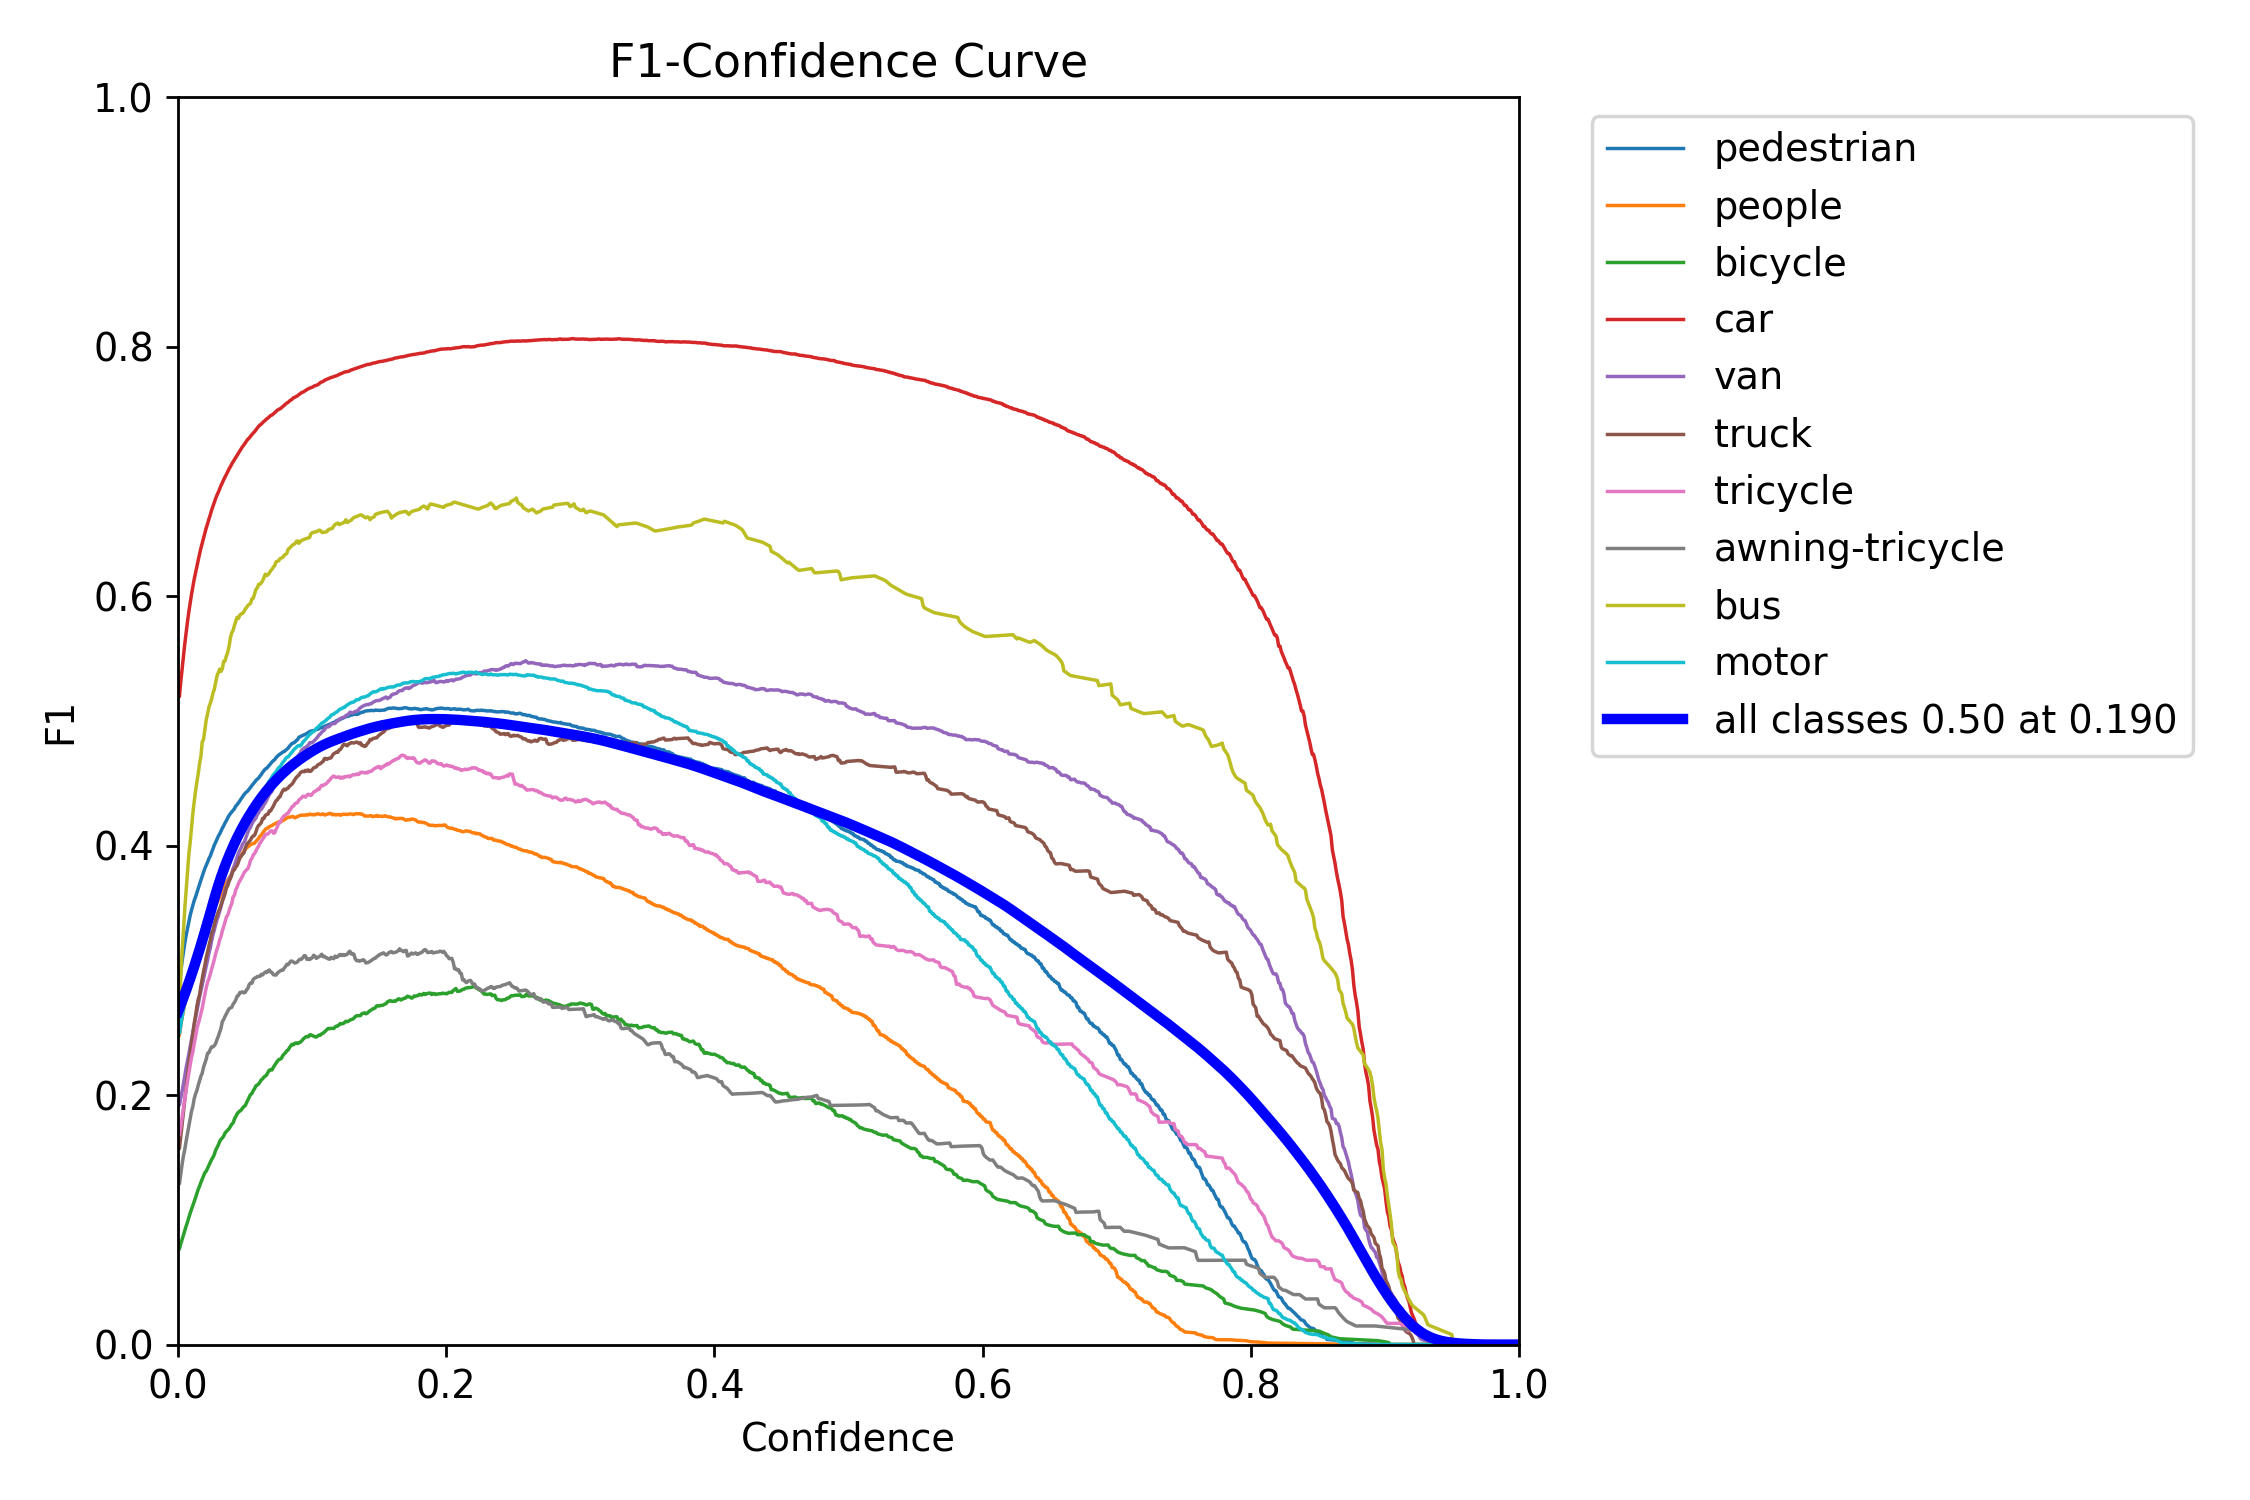 F1-Confidence Curve
1.0
0.8
0.6
0.4
0.2
0.0
F1
0.0 0.2 0.4 0.6 0.8 1.0
Confidence
pedestrian
people
bicycle
car
van
truck
tricycle
awning-tricycle
bus
motor
all classes 0.50 at 0.190